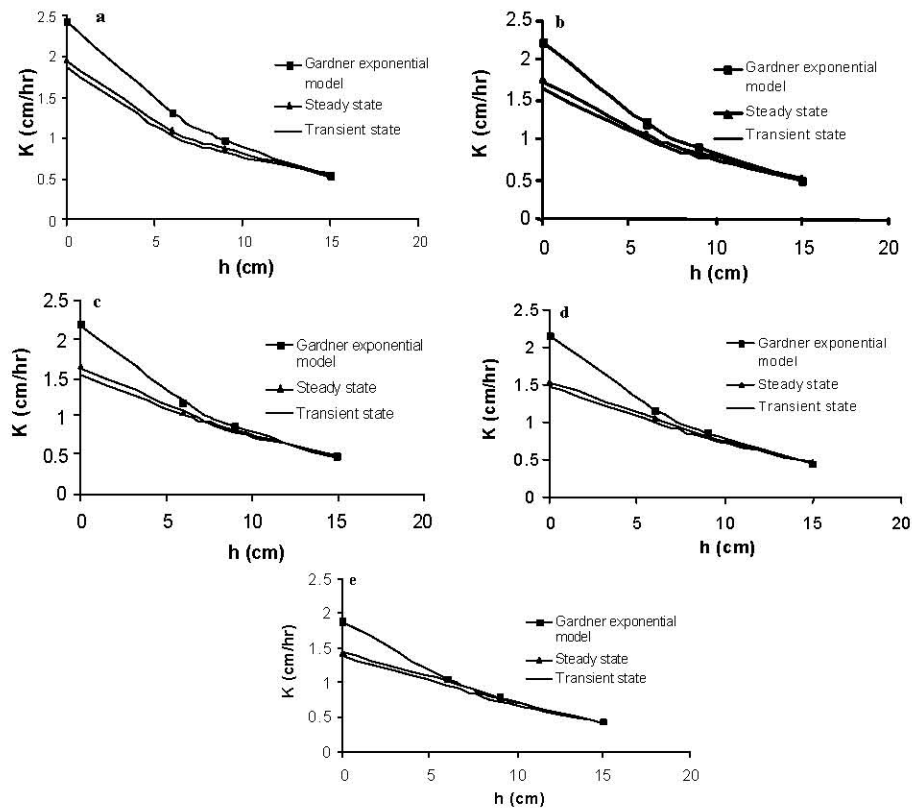 a
2.5
2
1.5
1
0.5
0
K (cm/hr)
Gardner exponential
model
Steady state
Transient state
0 5 10 15 20
h (cm)
b
2.5
2
1.5
1
0.5
0
K (cm/hr)
Gardner exponential
model
Steady state
Transient state
0 5 10 15 20
h (cm)
c
2.5
2
1.5
1
0.5
0
K (cm/hr)
Gardner exponential
model
Steady state
Transient state
0 5 10 15 20
h (cm)
d
2.5
2
1.5
1
0.5
0
K (cm/hr)
Gardner exponential
model
Steady state
Transient state
0 5 10 15 20
h (cm)
e
2.5
2
1.5
1
0.5
0
K (cm/hr)
Gardner exponential
model
Steady state
Transient state
0 5 10 15 20
h (cm)